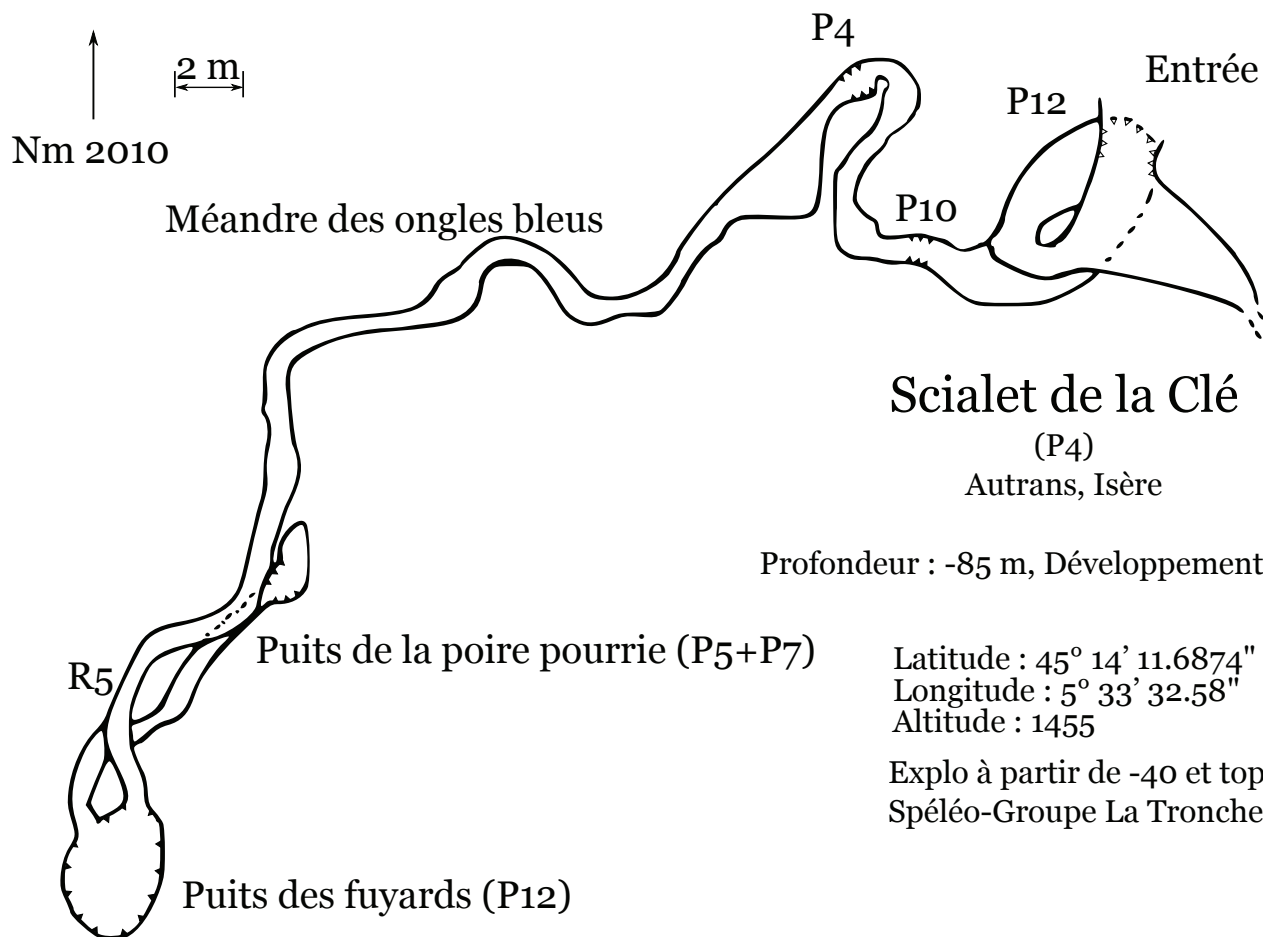 P4
Entrée
2 m
P12
Nm 2010
Méandre des ongles bleus
P10
Scialet de la Clé
(P4)
Autrans, Isère
Profondeur : -85 m, Développement
Puits de la poire pourrie (P5+P7)
R5
Latitude : 45° 14’ 11.6874"
Longitude : 5° 33’ 32.58"
Altitude : 1455
Explo à partir de -40 et top
Spéléo-Groupe La Tronche
Puits des fuyards (P12)